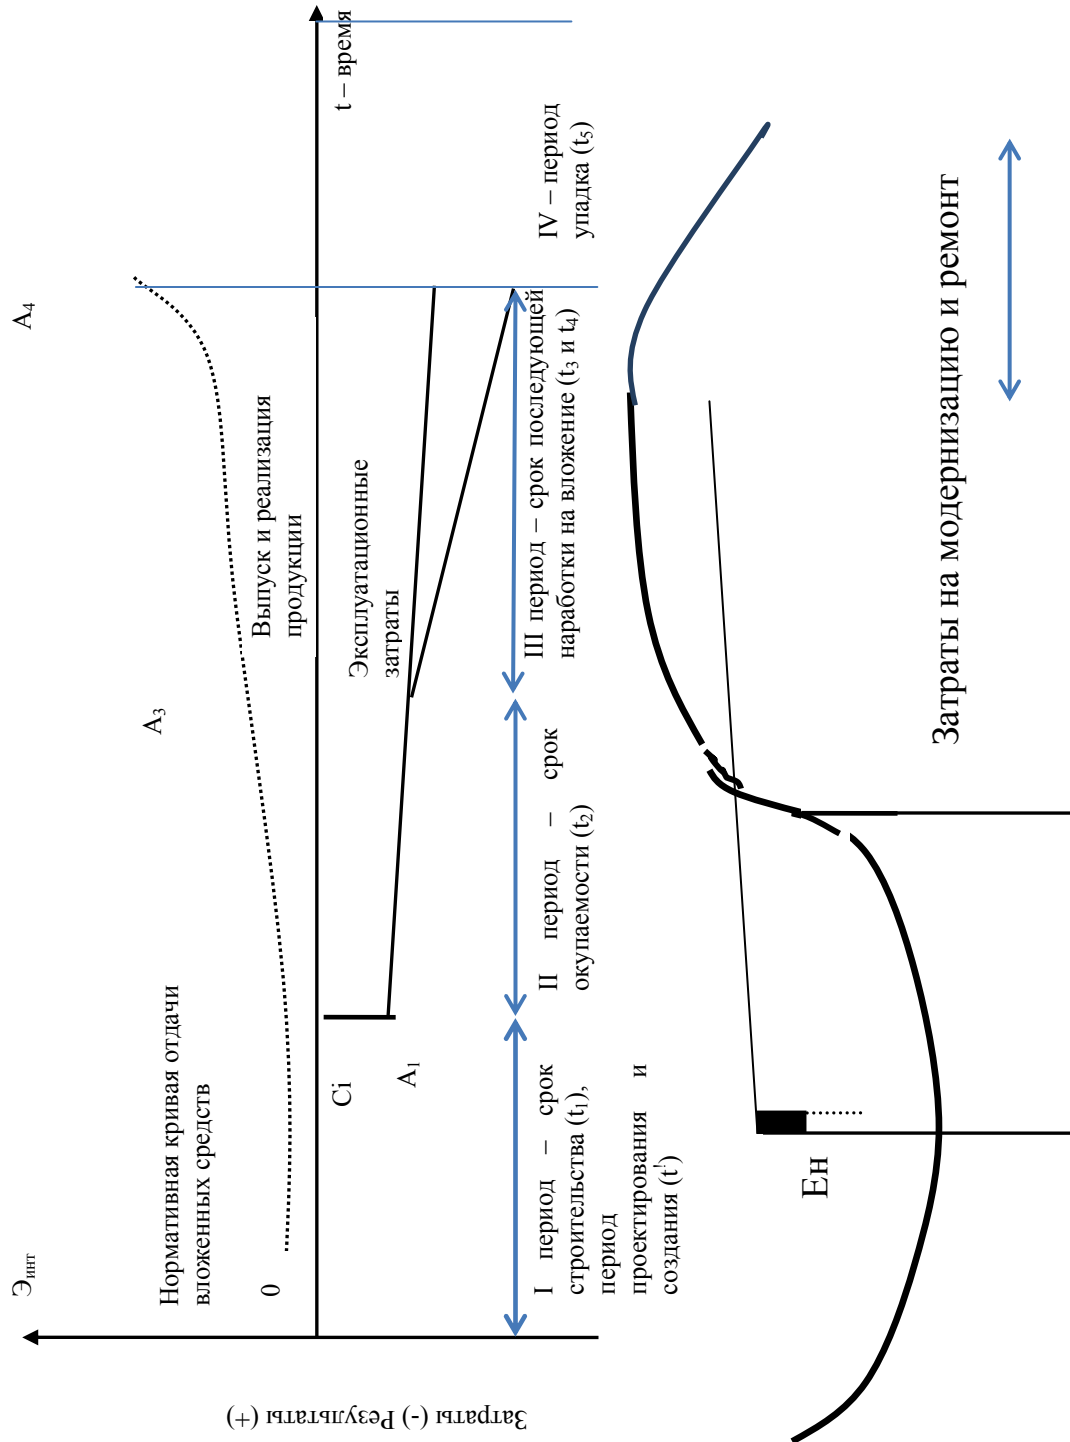 Э инт
Нормативная кривая отдачи
вложенных средств
0
А3
А4
Выпуск и реализация
продукции
t – время
Затраты (-) Результаты (+)
Ci
А1
Эксплуатационные
затраты
I период – срок
строительства (t1),
период
проектирования и
создания (t!)
II период – срок
окупаемости (t2)
III период – срок последующей
наработки на вложение (t3 и t4)
IV – период
упадка (t5)
Ен
Затраты на модернизацию и ремонт